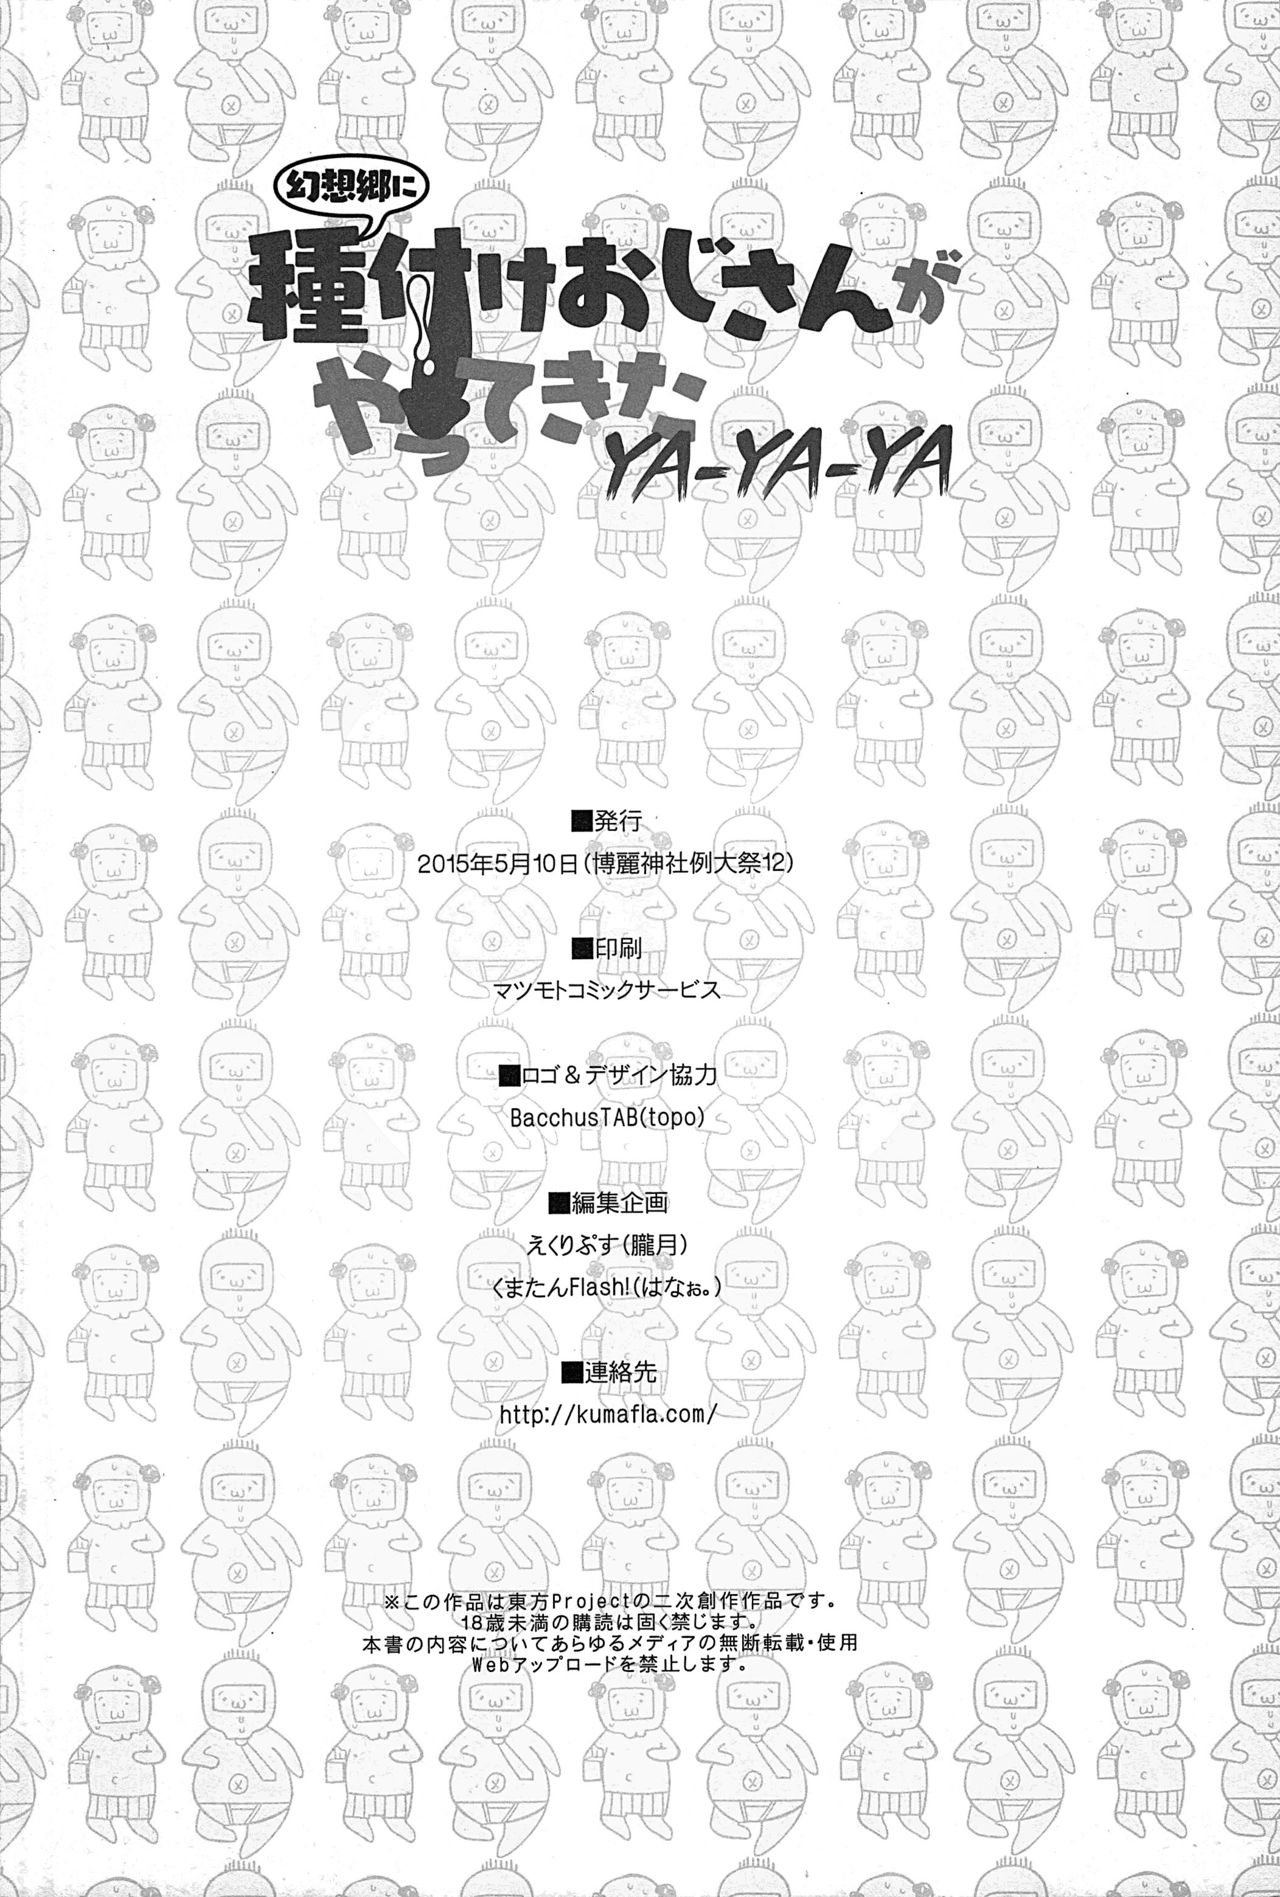 幻想郷に
種付けおじさんが
やってきた
YA-YA-YA
■発行
2015年5月10日(博麗神社例大祭12)
■印刷
マツモトコミックサービス
■ロゴ&デザイン協力
BacchusTAB(topo)
■編集企画
えくりぷす(朧月)
くまたんFlash!(はなぉ。)
■連絡先
http://kumafla.com/
※この作品は東方Projectの二次創作作品です。
18歳未満の購読は固く禁じます。
本書の内容についてあらゆるメディアの無断転載・使用
Webアップロードを禁止します。